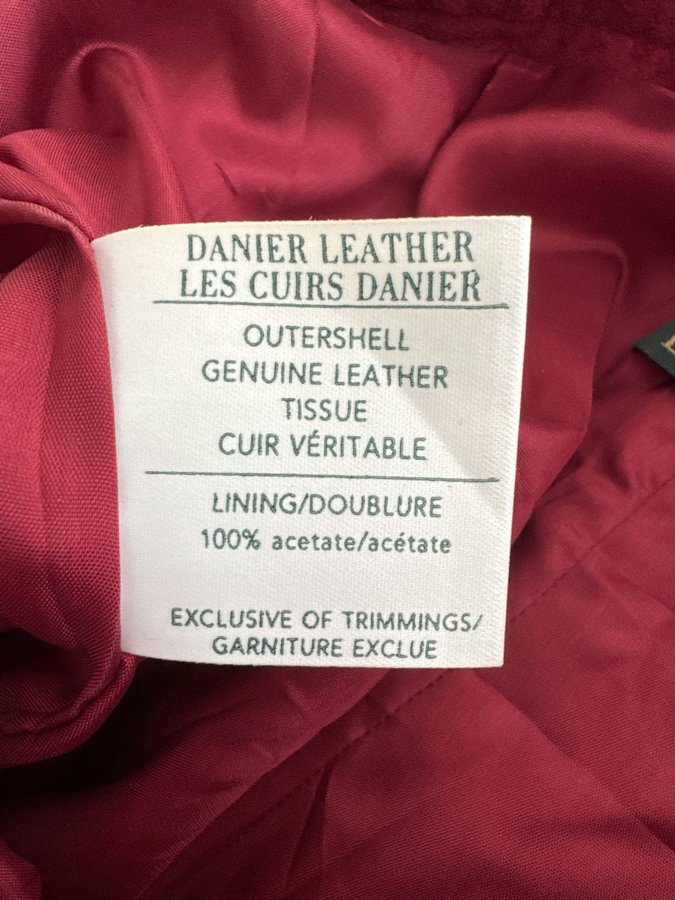 DANIER LEATHER
LES CUIRS DANIER
OUTERSHELL
GENUINE LEATHER
TISSUE
CUIR VÉRITABLE
LINING/DOUBLURE
100% acetate/acétate
EXCLUSIVE OF TRIMMINGS/
GARNITURE EXCLUE